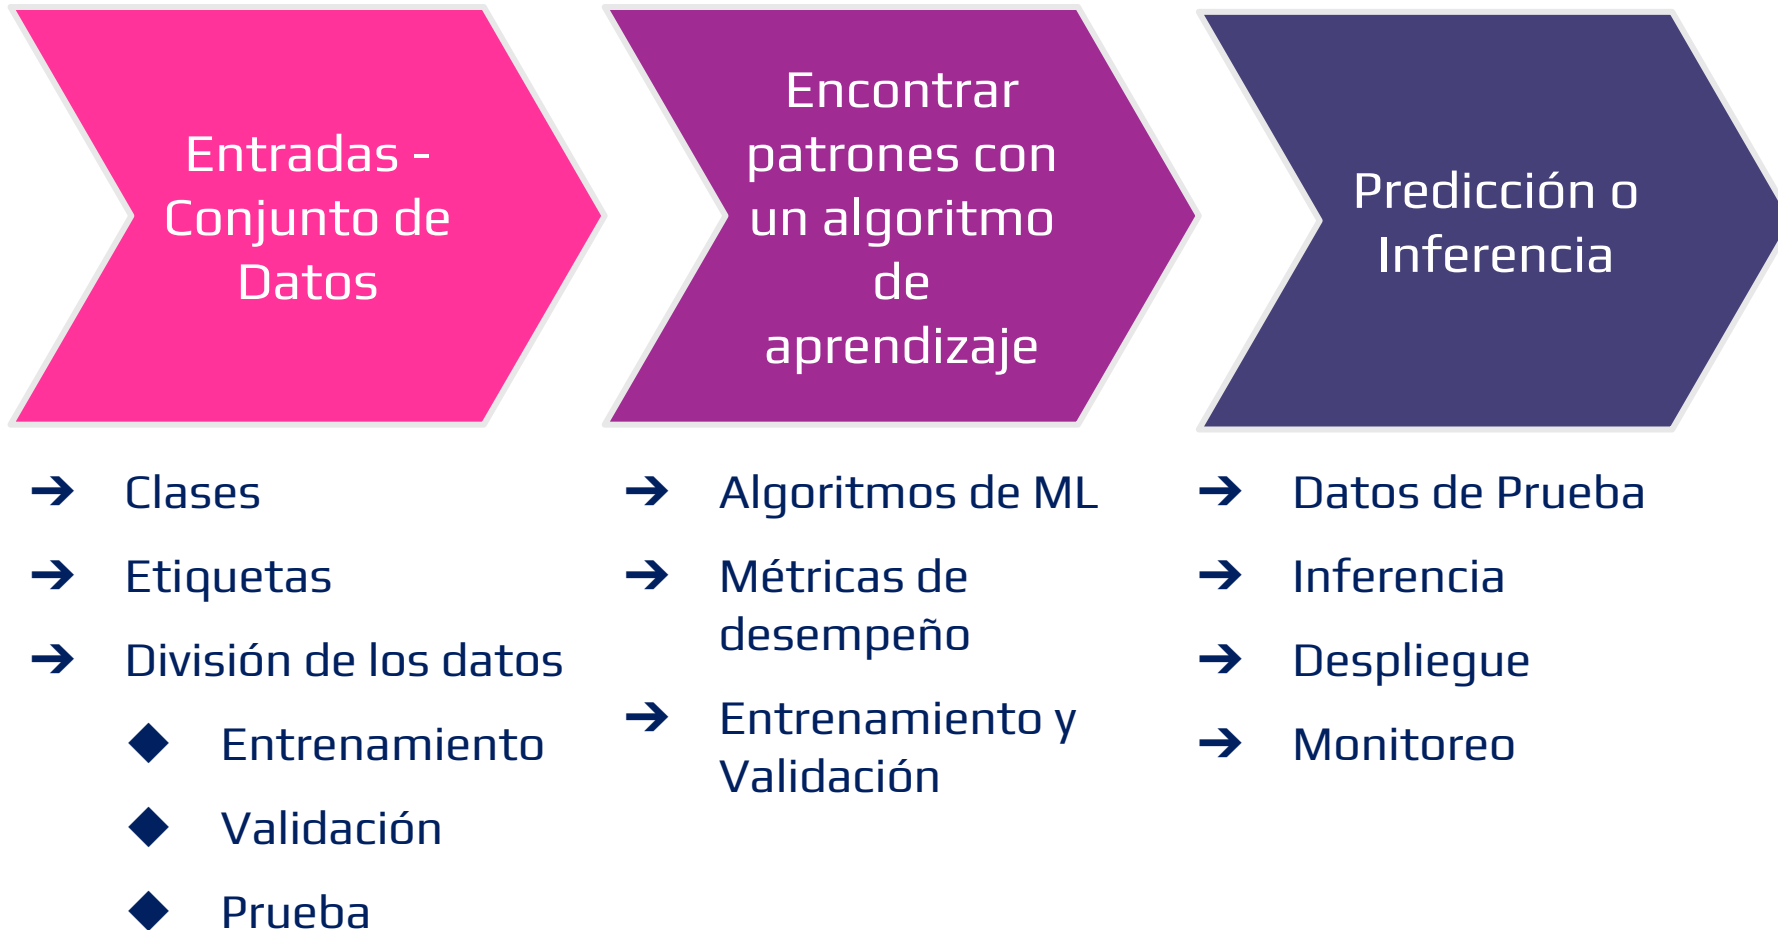 Entradas -
Conjunto de
Datos
Encontrar
patrones con
un algoritmo
de
aprendizaje
Predicción o
Inferencia
➔ Clases
➔ Etiquetas
➔ División de los datos
◆ Entrenamiento
◆ Validación
◆ Prueba
➔ Algoritmos de ML
➔ Métricas de
desempeño
➔ Entrenamiento y
Validación
➔ Datos de Prueba
➔ Inferencia
➔ Despliegue
➔ Monitoreo